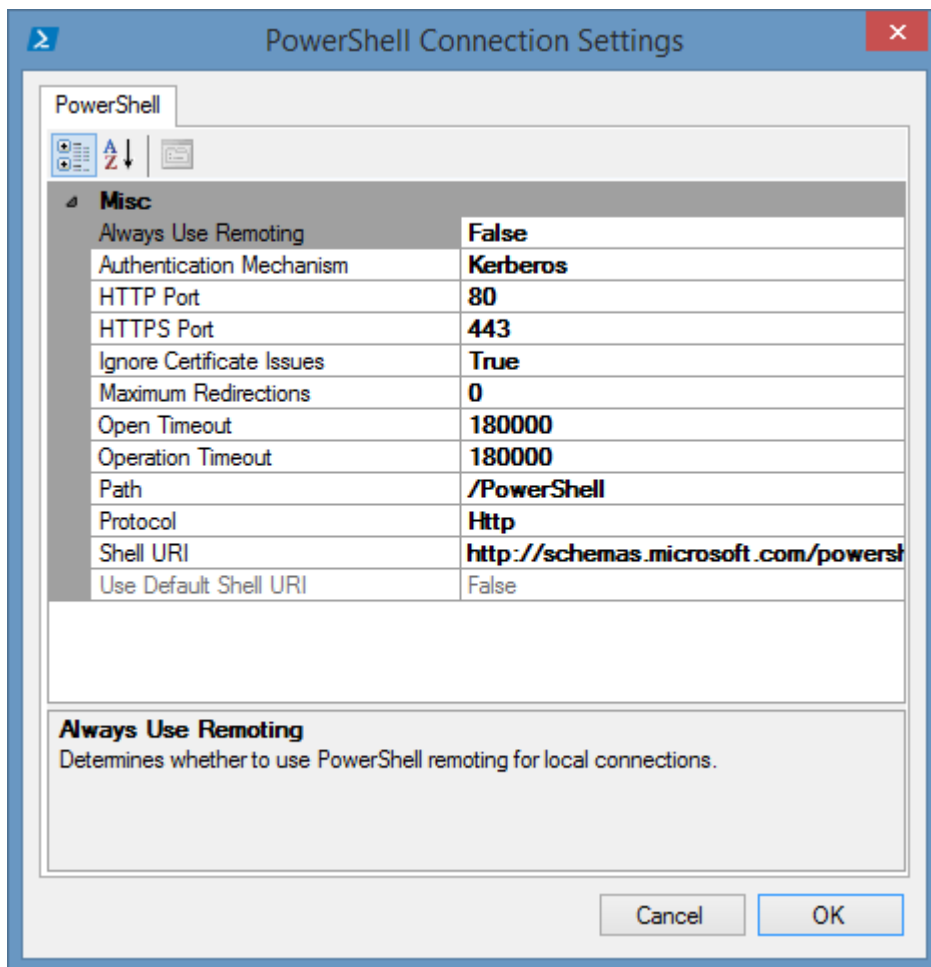 PowerShell Connection Settings
PowerShell
Misc
Always Use Remoting False
Authentication Mechanism Kerberos
HTTP Port 80
HTTPS Port 443
Ignore Certificate Issues True
Maximum Redirections 0
Open Timeout 180000
Operation Timeout 180000
Path /PowerShell
Protocol Http
Shell URI http://schemas.microsoft.com/powersh
Use Default Shell URI False
Always Use Remoting
Determines whether to use PowerShell remoting for local connections.
Cancel OK